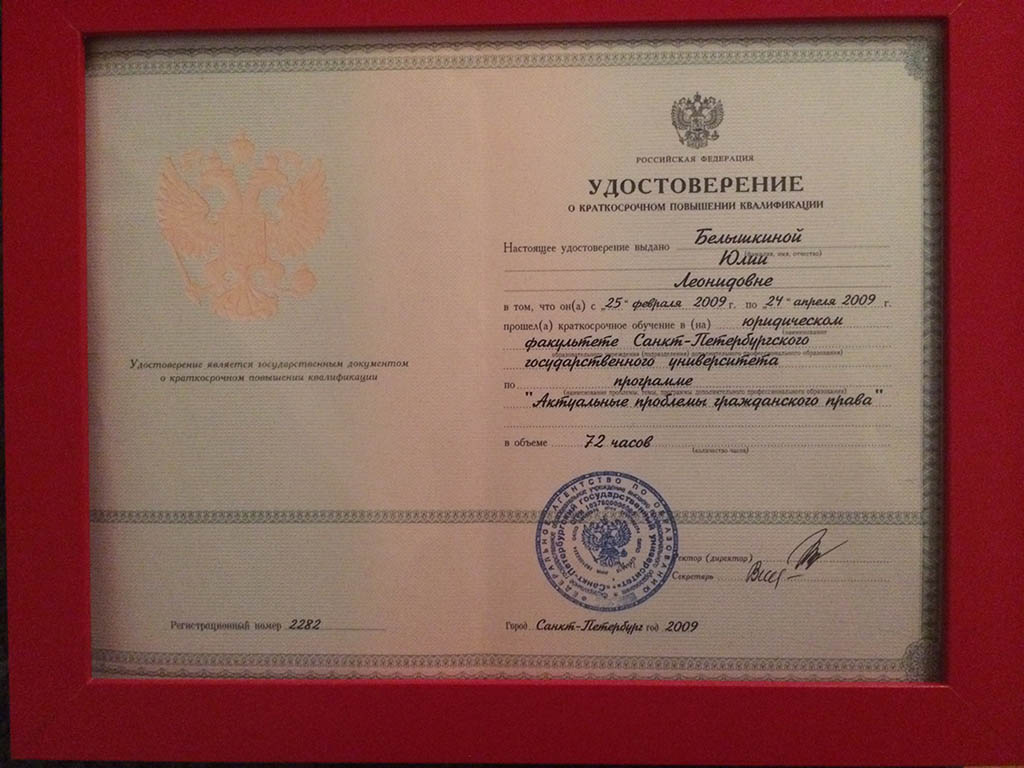 Удостоверение является государственным документом
о краткосрочном повышении квалификации
Регистрационный номер 2282
РОССИЙСКАЯ ФЕДЕРАЦИЯ
УДОСТОВЕРЕНИЕ
О КРАТКОСРОЧНОМ ПОВЫШЕНИИ КВАЛИФИКАЦИИ
Настоящее удостоверение выдано Белышкиной
(фамилия, имя, отчество)
Юлии
Леонидовне
в том, что он(а) с „25“ февраля 2009 г. по „24“ апреля 2009 г.
прошел(а) краткосрочное обучение в (на) юридическом
(наименование
факультете Санкт-Петербургского
образовательного учреждения (подразделения) дополнительного профессионального образования)
государственного университета
по программе
(наименование проблемы, темы, программы дополнительного профессионального образования)
"Актуальные проблемы гражданского права"
в объеме 72 часов
(количество часов)
ФЕДЕРАЛЬНОЕ АГЕНТСТВО ПО ОБРАЗОВАНИЮ
Санкт-Петербургский государственный университет
Ректор (директор)
Секретарь
Город Санкт-Петербург год 2009